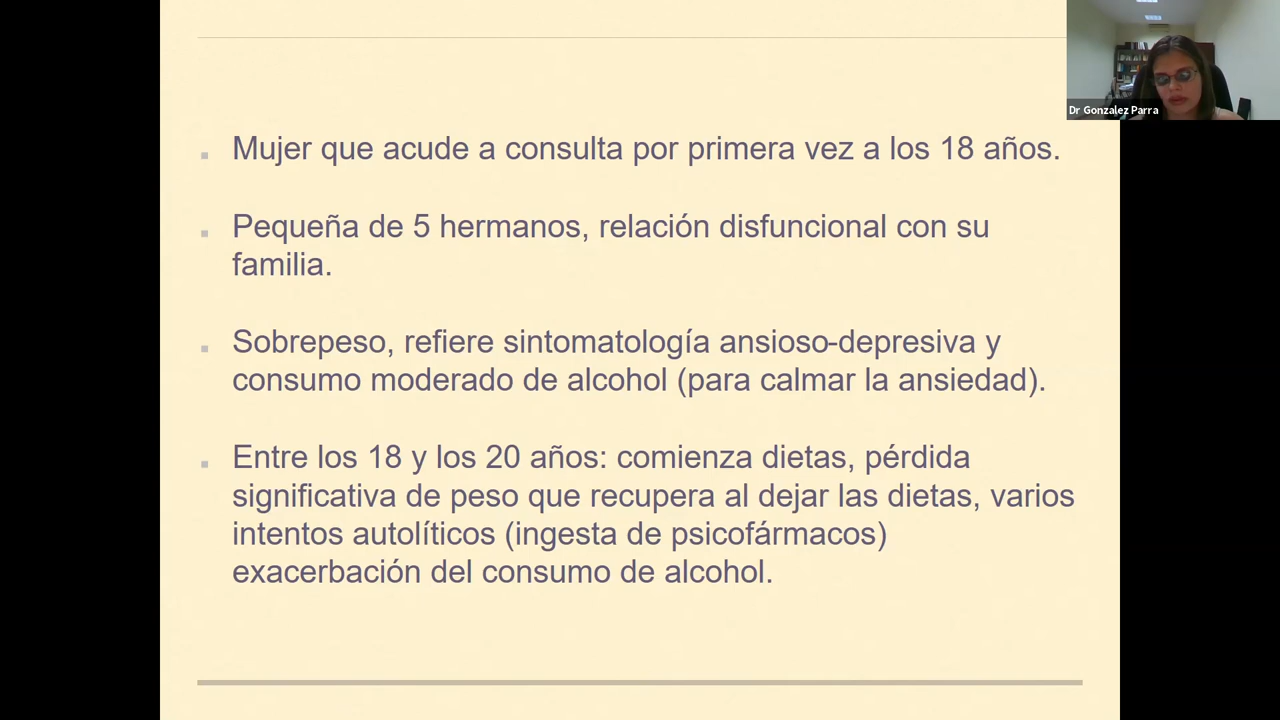 Dr Gonzalez Parra
Mujer que acude a consulta por primera vez a los 18 años.
Pequeña de 5 hermanos, relación disfuncional con su
familia.
Sobrepeso, refiere sintomatología ansioso-depresiva y
consumo moderado de alcohol (para calmar la ansiedad).
Entre los 18 y los 20 años: comienza dietas, pérdida
significativa de peso que recupera al dejar las dietas, varios
intentos autolíticos (ingesta de psicofármacos)
exacerbación del consumo de alcohol.